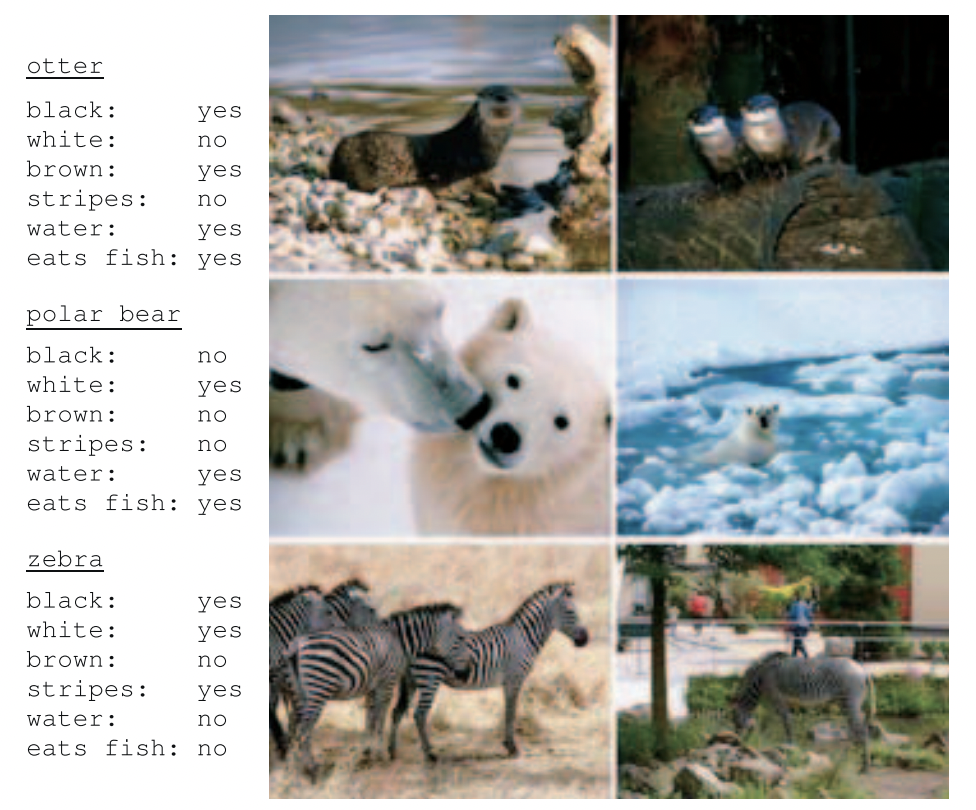 otter
black: yes
white: no
brown: yes
stripes: no
water: yes
eats fish: yes
polar bear
black: no
white: yes
brown: no
stripes: no
water: yes
eats fish: yes
zebra
black: yes
white: yes
brown: no
stripes: yes
water: no
eats fish: no